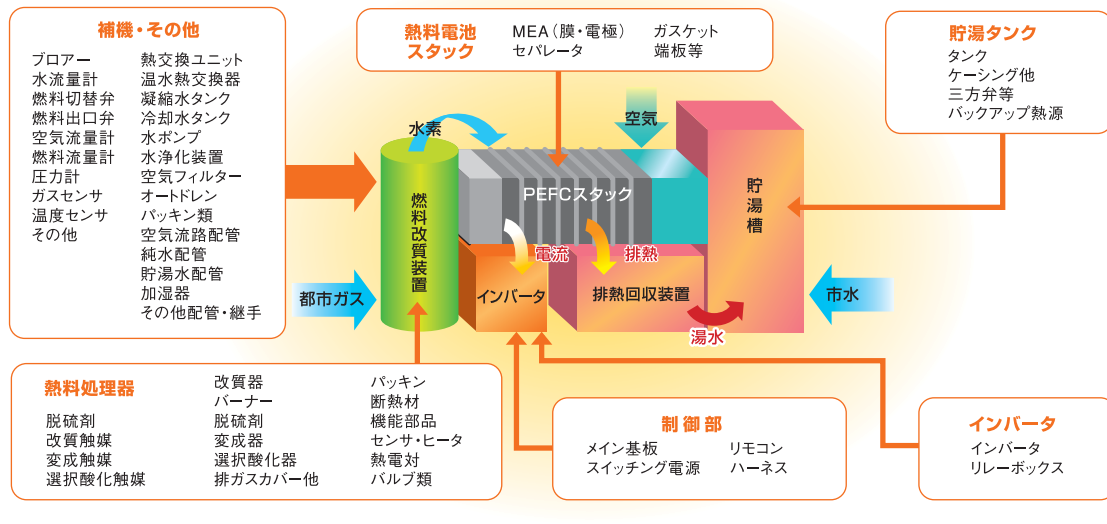 補機・その他
ブロアー
水流量計
燃料切替弁
燃料出口弁
空気流量計
燃料流量計
圧力計
ガスセンサ
温度センサ
その他
熱交換ユニット
温水熱交換器
凝縮水タンク
冷却水タンク
水ポンプ
水浄化装置
空気フィルター
オートドレン
パッキン類
空気流路配管
純水配管
貯湯水配管
加湿器
その他配管・継手
熱料電池
スタック
MEA（膜・電極）
セパレータ
ガスケット
端板等
貯湯タンク
タンク
ケーシング他
三方弁等
バックアップ熱源
水素
空気
PEFCスタック
燃料改質装置
貯湯槽
電流
排熱
都市ガス
インバータ
排熱回収装置
市水
湯水
熱料処理器
脱硫剤
改質触媒
変成触媒
選択酸化触媒
改質器
バーナー
脱硫剤
変成器
選択酸化器
排ガスカバー他
パッキン
断熱材
機能部品
センサ・ヒータ
熱電対
バルブ類
制御部
メイン基板
スイッチング電源
リモコン
ハーネス
インバータ
インバータ
リレーボックス